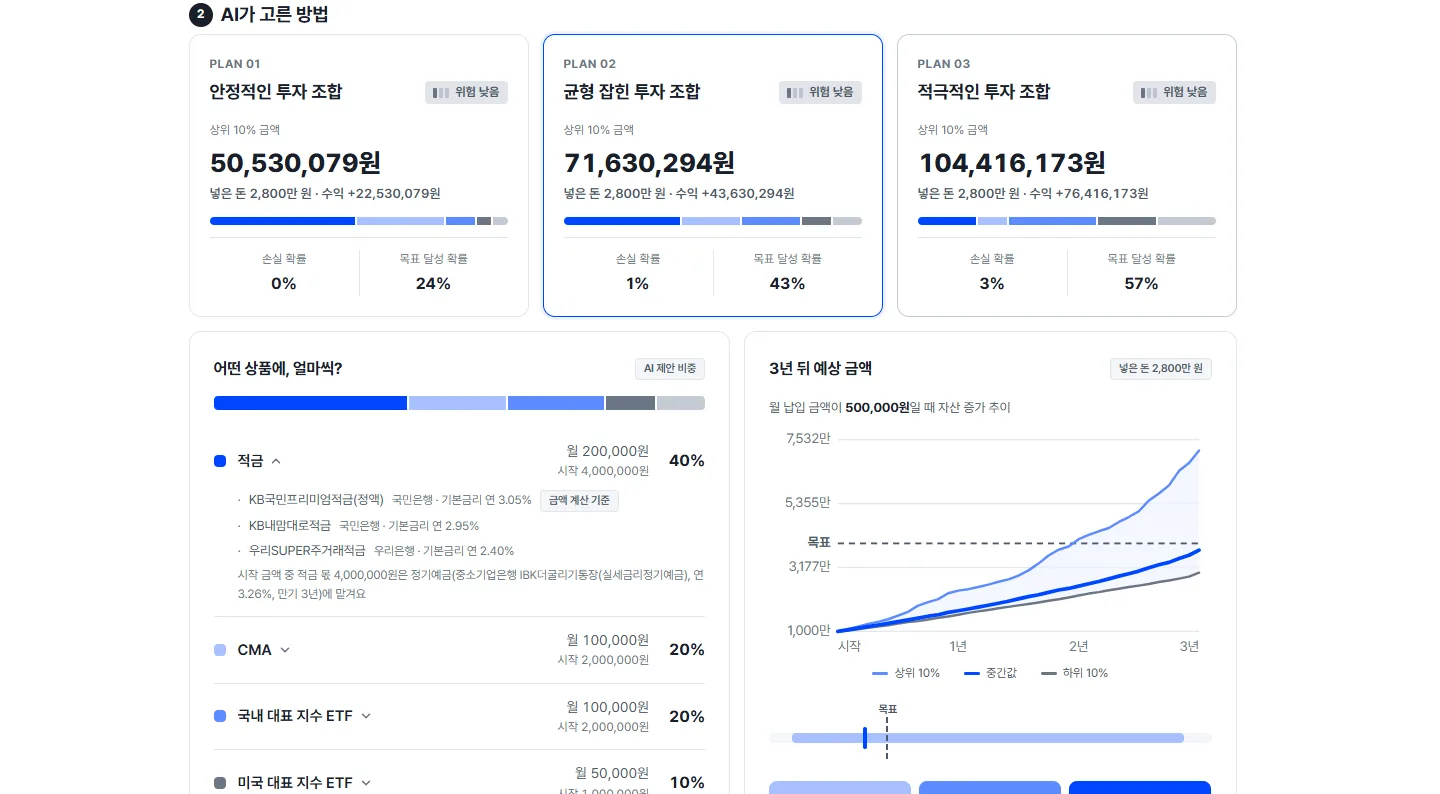 2 AI가 고른 방법
PLAN 01
안정적인 투자 조합
위험 낮음
상위 10% 금액
50,530,079원
넣은 돈 2,800만 원 · 수익 +22,530,079원
손실 확률
0%
목표 달성 확률
24%
PLAN 02
균형 잡힌 투자 조합
위험 낮음
상위 10% 금액
71,630,294원
넣은 돈 2,800만 원 · 수익 +43,630,294원
손실 확률
1%
목표 달성 확률
43%
PLAN 03
적극적인 투자 조합
위험 낮음
상위 10% 금액
104,416,173원
넣은 돈 2,800만 원 · 수익 +76,416,173원
손실 확률
3%
목표 달성 확률
57%
어떤 상품에, 얼마씩?
AI 제안 비중
적금
월 200,000원
시작 4,000,000원
40%
· KB국민프리미엄적금(정액) 국민은행 · 기본금리 연 3.05% 금액 계산 기준
· KB내맘대로적금 국민은행 · 기본금리 연 2.95%
· 우리SUPER주거래적금 우리은행 · 기본금리 연 2.40%
시작 금액 중 적금 몫 4,000,000원은 정기예금(중소기업은행 IBK더굴리기통장(실세금리정기예금), 연
3.26%, 만기 3년)에 맡겨요
CMA
월 100,000원
시작 2,000,000원
20%
국내 대표 지수 ETF
월 100,000원
시작 2,000,000원
20%
미국 대표 지수 ETF
월 50,000원
시작 1,000,000원
10%
3년 뒤 예상 금액
넣은 돈 2,800만 원
월 납입 금액이 500,000원일 때 자산 증가 추이
7,532만
5,355만
목표
3,177만
1,000만
시작 1년 2년 3년
상위 10% 중간값 하위 10%
목표